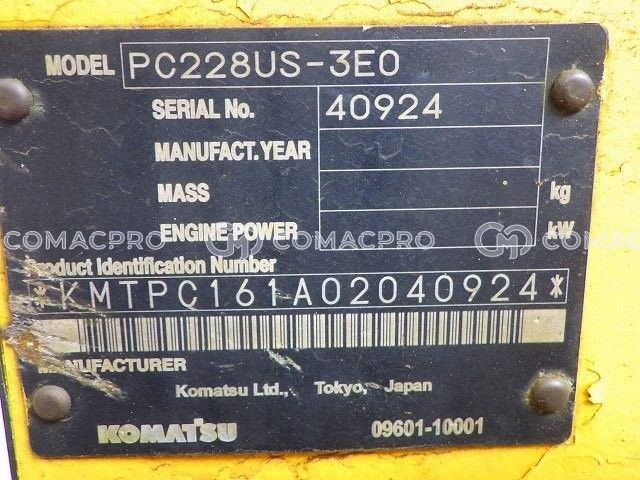 MODEL PC228US-3E0
SERIAL No. 40924
MANUFACT.YEAR
MASS kg
ENGINE POWER kW
COMACPRO COMACPRO COMACPRO
Product Identification Number
*KMTPC161A02040924*
MANUFACTURER
Komatsu Ltd., Tokyo, Japan
KOMATSU 09601-10001